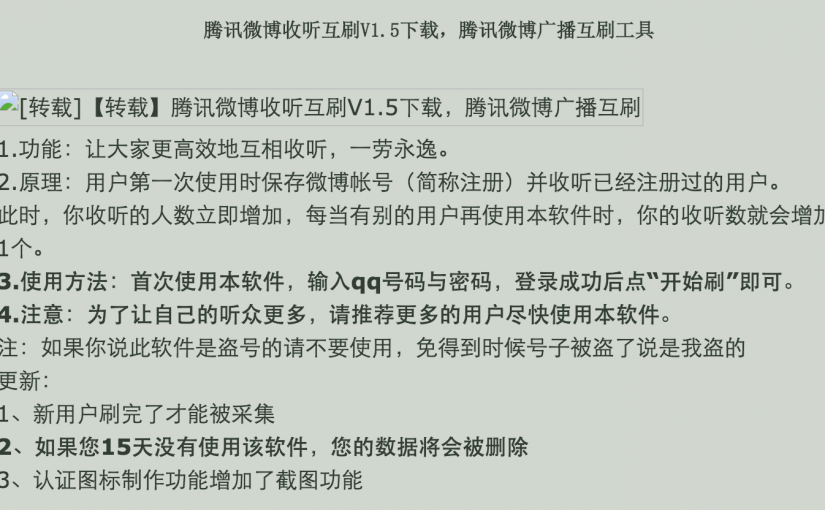 腾讯微博收听互刷V1.5下载，腾讯微博广播互刷工具
[转载]【转载】腾讯微博收听互刷V1.5下载，腾讯微博广播互刷
1.功能：让大家更高效地互相收听，一劳永逸。
2.原理：用户第一次使用时保存微博帐号（简称注册）并收听已经注册过的用户。
此时，你收听的人数立即增加，每当有别的用户再使用本软件时，你的收听数就会增加
1个。
3.使用方法：首次使用本软件，输入qq号码与密码，登录成功后点“开始刷”即可。
4.注意：为了让自己的听众更多，请推荐更多的用户尽快使用本软件。
注：如果你说此软件是盗号的请不要使用，免得到时候号子被盗了说是我盗的
更新：
1、新用户刷完了才能被采集
2、如果您15天没有使用该软件，您的数据将会被删除
3、认证图标制作功能增加了截图功能